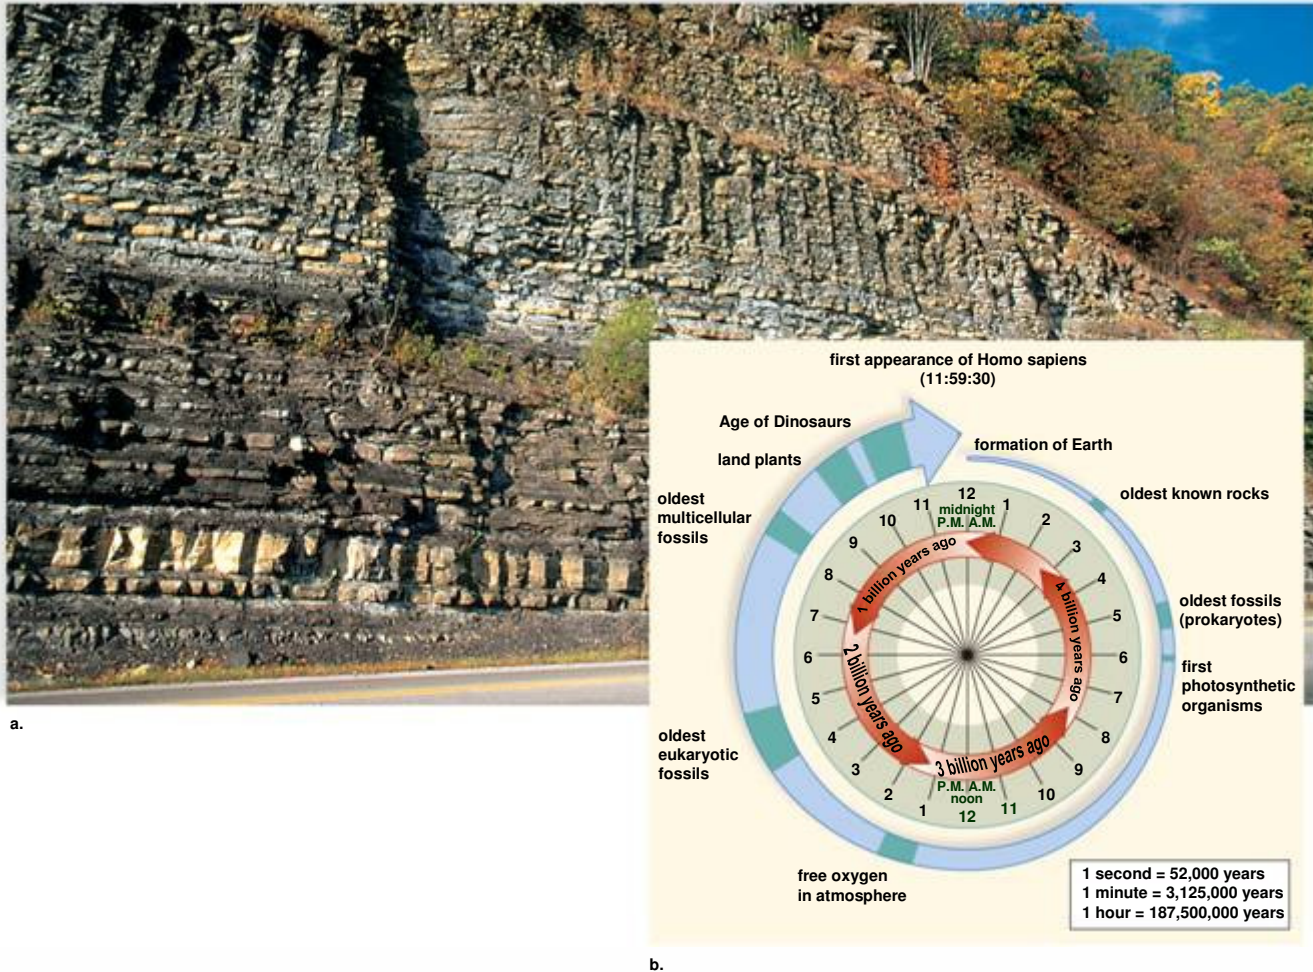 a.
first appearance of Homo sapiens
(11:59:30)
Age of Dinosaurs
formation of Earth
land plants
oldest known rocks
oldest
multicellular
fossils
oldest fossils
(prokaryotes)
first
photosynthetic
organisms
oldest
eukaryotic
fossils
free oxygen
in atmosphere
12
midnight
P.M. A.M.
1
2
3
4
5
6
7
8
9
10
11
P.M. A.M.
noon
12
1
2
3
4
5
6
7
8
9
10
11
1 billion years ago
2 billion years ago
3 billion years ago
4 billion years ago
1 second = 52,000 years
1 minute = 3,125,000 years
1 hour = 187,500,000 years
b.